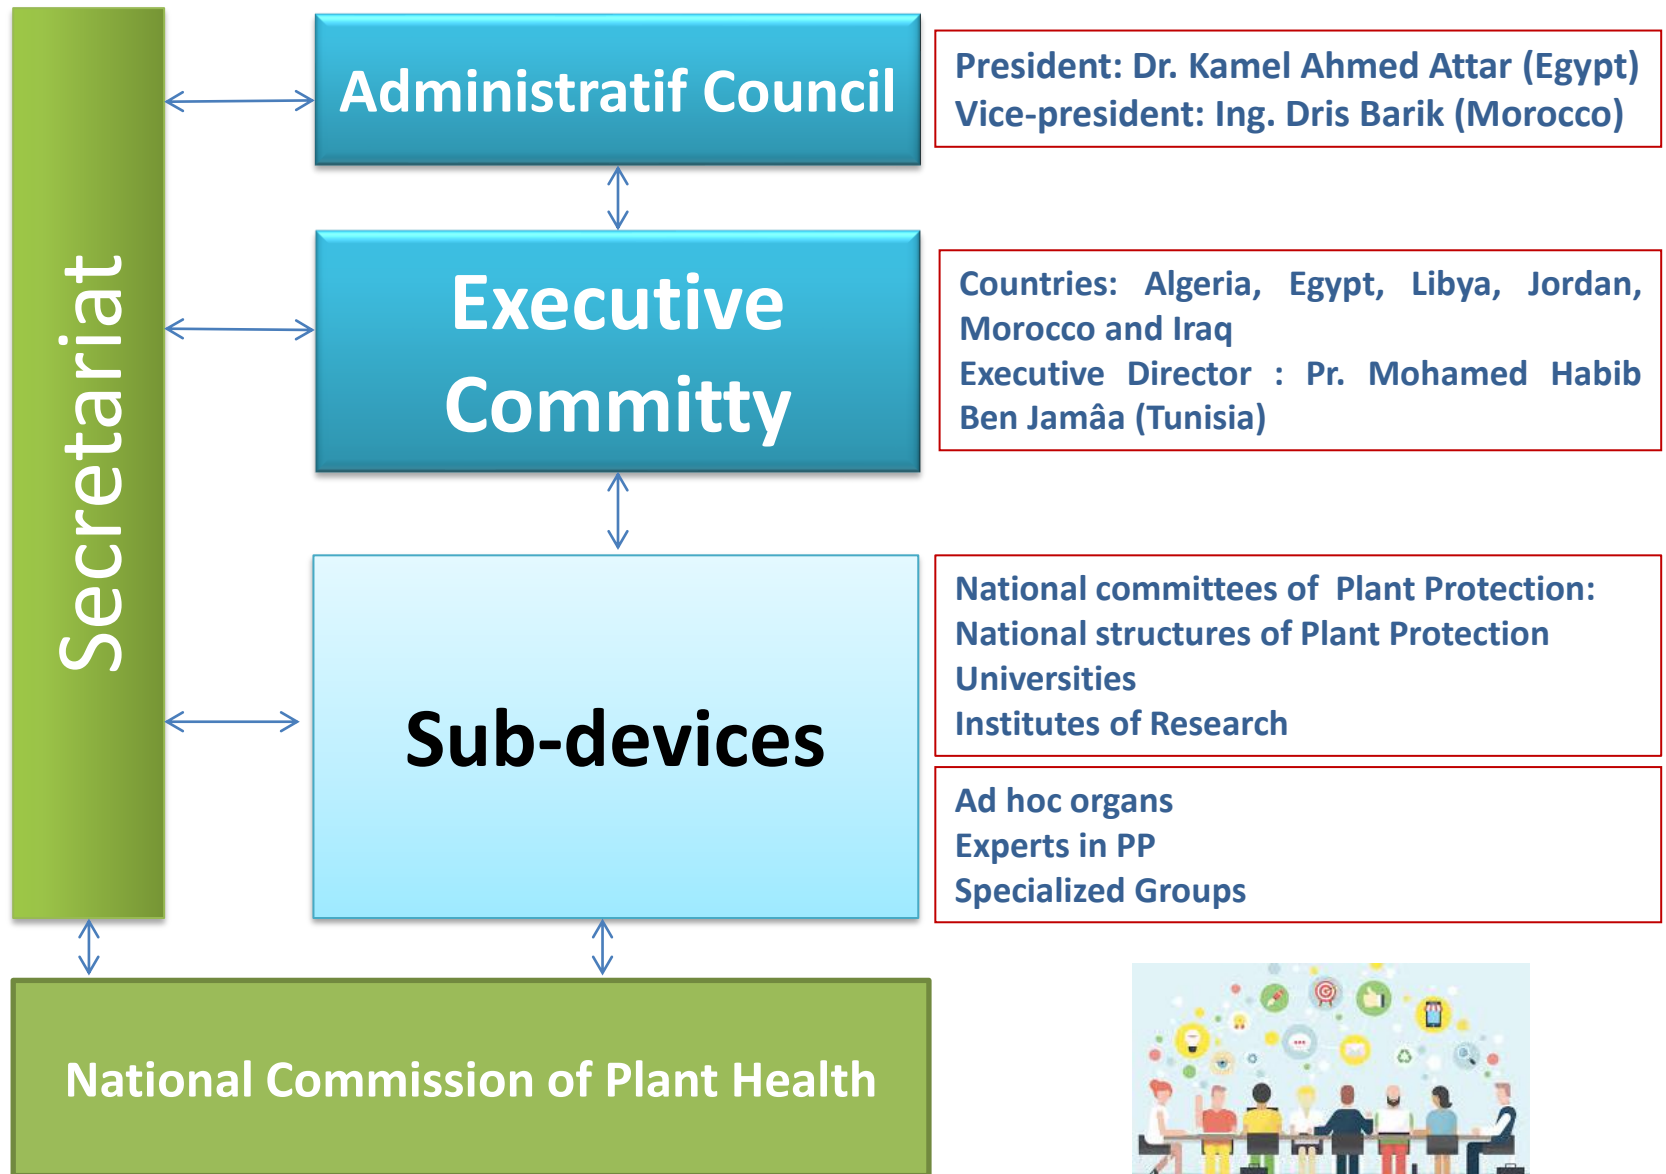 Secretariat
Administratif Council
President: Dr. Kamel Ahmed Attar (Egypt)
Vice-president: Ing. Dris Barik (Morocco)
Executive
Committy
Countries: Algeria, Egypt, Libya, Jordan,
Morocco and Iraq
Executive Director : Pr. Mohamed Habib
Ben Jamâa (Tunisia)
Sub-devices
National committees of Plant Protection:
National structures of Plant Protection
Universities
Institutes of Research
Ad hoc organs
Experts in PP
Specialized Groups
National Commission of Plant Health